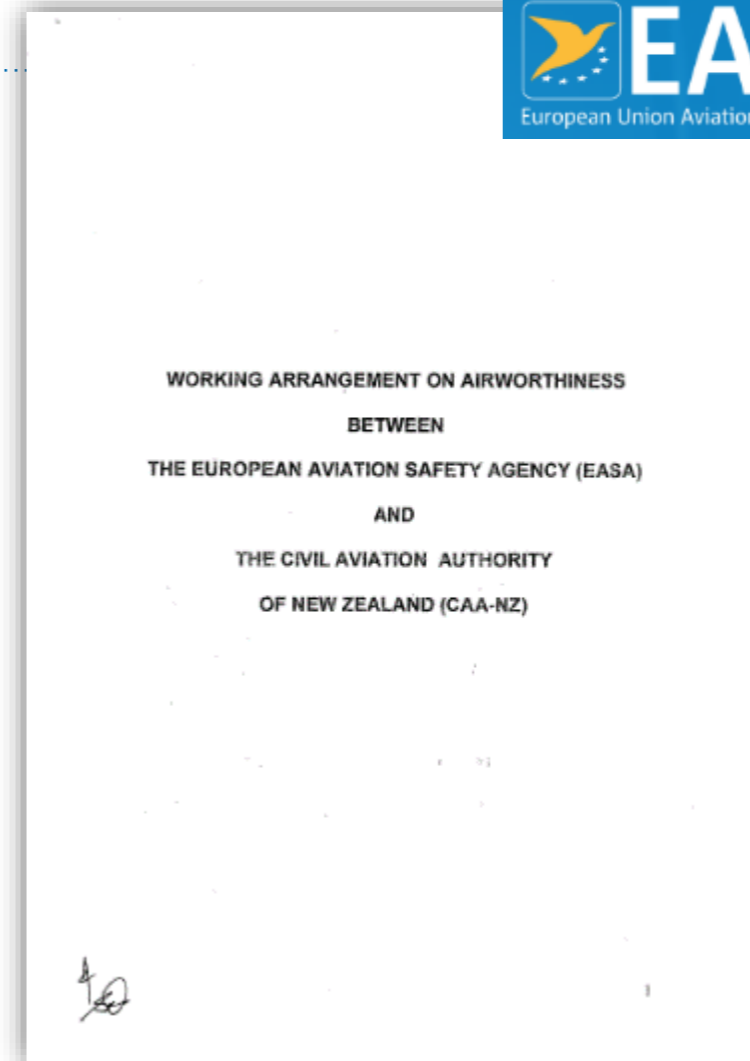 EA
European Union Aviation
WORKING ARRANGEMENT ON AIRWORTHINESS
BETWEEN
THE EUROPEAN AVIATION SAFETY AGENCY (EASA)
AND
THE CIVIL AVIATION AUTHORITY
OF NEW ZEALAND (CAA-NZ)
1